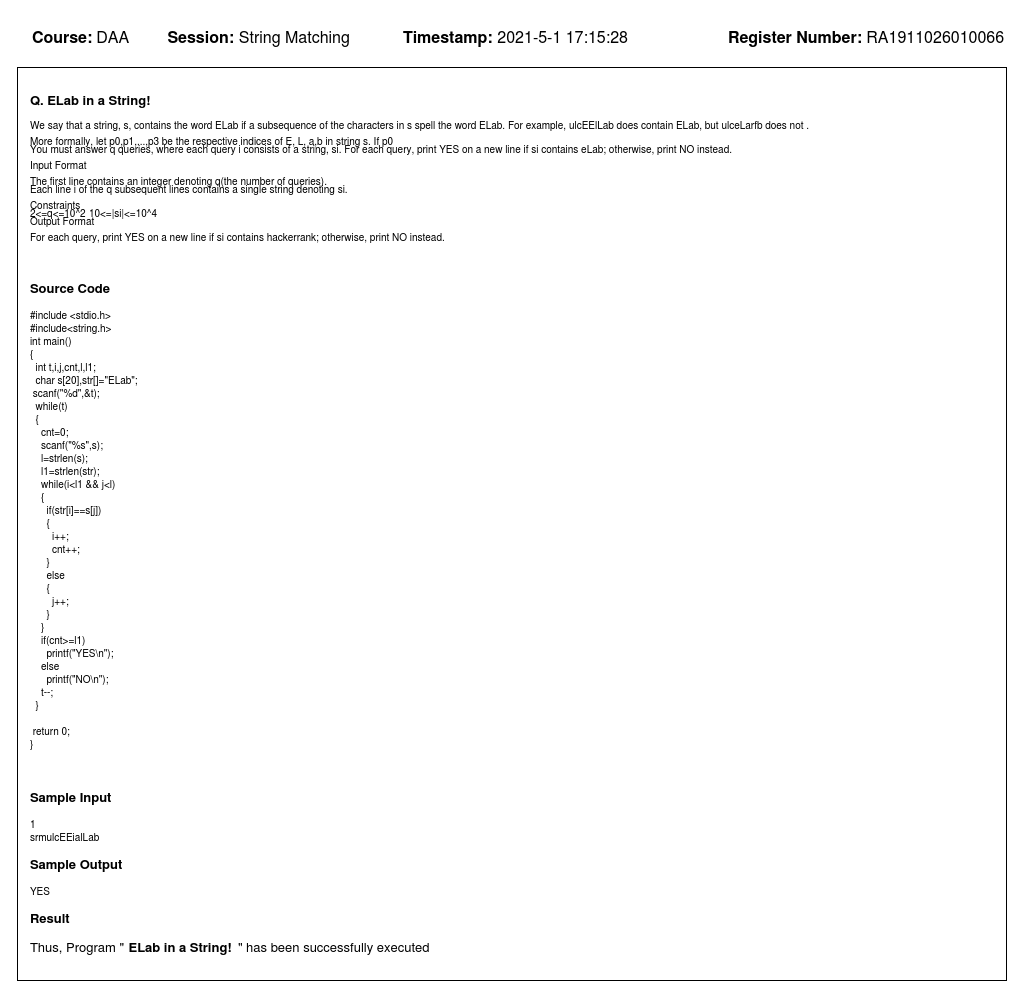 Course: DAA Session: String Matching Timestamp: 2021-5-1 17:15:28 Register Number: RA1911026010066
Q. ELab in a String!
We say that a string, s, contains the word ELab if a subsequence of the characters in s spell the word ELab. For example, ulcEElLab does contain ELab, but ulceLarfb does not .
More formally, let p0,p1,...,p3 be the respective indices of E, L, a,b in string s. If p0
You must answer q queries, where each query i consists of a string, si. For each query, print YES on a new line if si contains eLab; otherwise, print NO instead.
Input Format
The first line contains an integer denoting q(the number of queries).
Each line i of the q subsequent lines contains a single string denoting si.
Constraints
2<=q<=10^2 10<=|si|<=10^4
Output Format
For each query, print YES on a new line if si contains hackerrank; otherwise, print NO instead.
Source Code
#include <stdio.h>
#include<string.h>
int main()
{
int t,i,j,cnt,l,l1;
char s[20],str[]="ELab";
scanf("%d",&t);
while(t)
{
cnt=0;
scanf("%s",s);
l=strlen(s);
l1=strlen(str);
while(i<l1 && j<l)
{
if(str[i]==s[j])
{
i++;
cnt++;
}
else
{
j++;
}
}
if(cnt>=l1)
printf("YES\n");
else
printf("NO\n");
t--;
}
return 0;
}
Sample Input
1
srmulcEEialLab
Sample Output
YES
Result
Thus, Program " ELab in a String! " has been successfully executed